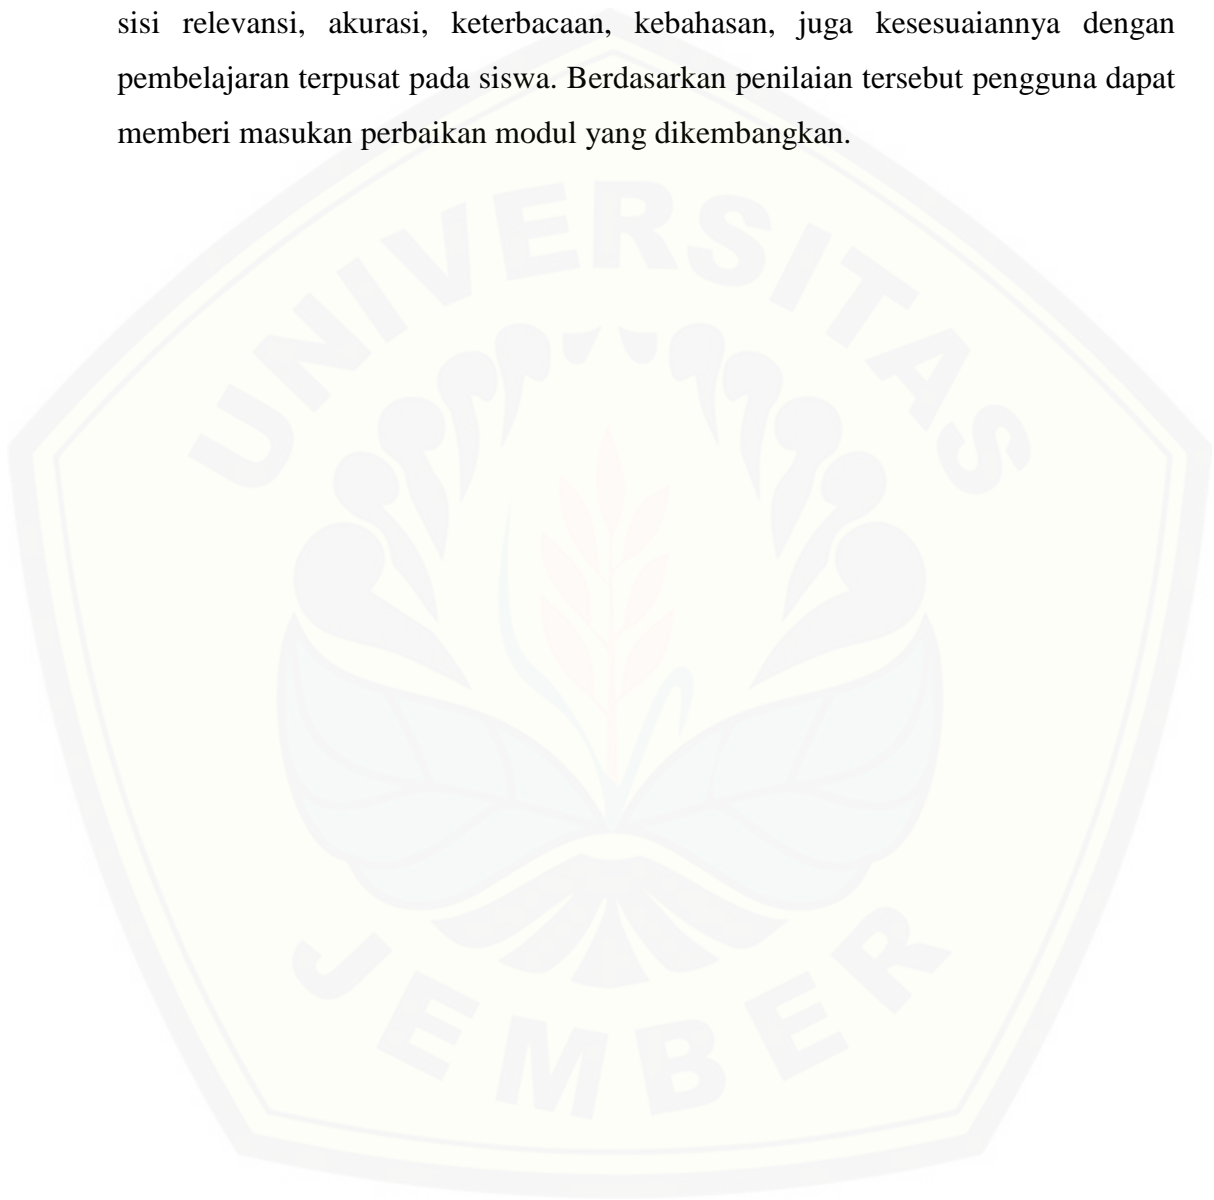 sisi relevansi, akurasi, keterbacaan, kebahasan, juga kesesuaiannya dengan
pembelajaran terpusat pada siswa. Berdasarkan penilaian tersebut pengguna dapat
memberi masukan perbaikan modul yang dikembangkan.
UNIVERSITAS
JEMBER